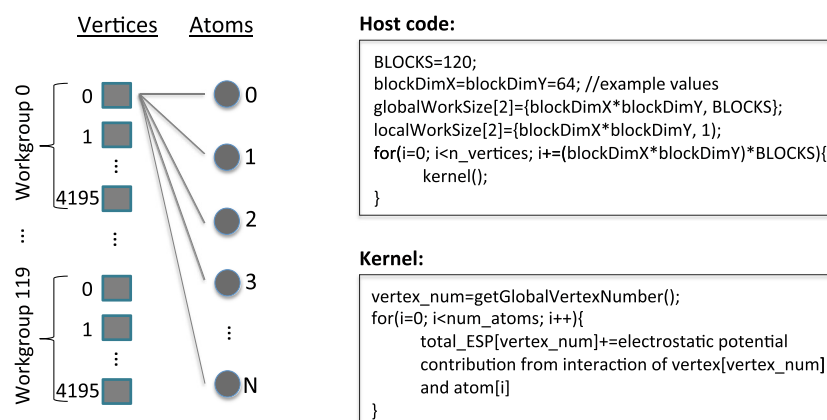 Vertices Atoms
Workgroup 0
0
1
...
4195
...
...
Workgroup 119
0
1
...
4195
0
1
2
3
...
N
Host code:
BLOCKS=120;
blockDimX=blockDimY=64; //example values
globalWorkSize[2]={blockDimX*blockDimY, BLOCKS};
localWorkSize[2]={blockDimX*blockDimY, 1);
for(i=0; i<n_vertices; i+=(blockDimX*blockDimY)*BLOCKS){
kernel();
}
Kernel:
vertex_num=getGlobalVertexNumber();
for(i=0; i<num_atoms; i++){
total_ESP[vertex_num]+=electrostatic potential
contribution from interaction of vertex[vertex_num]
and atom[i]
}